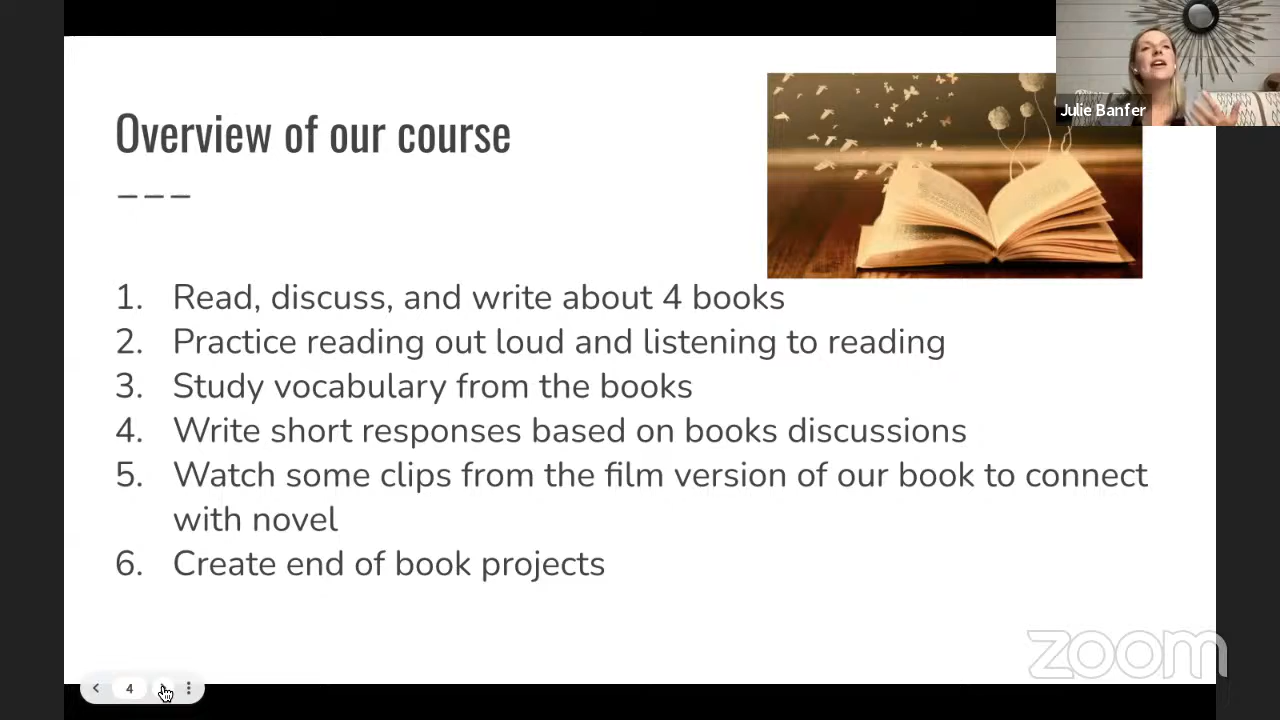 Julie Banfer
Overview of our course
1. Read, discuss, and write about 4 books
2. Practice reading out loud and listening to reading
3. Study vocabulary from the books
4. Write short responses based on books discussions
5. Watch some clips from the film version of our book to connect
with novel
6. Create end of book projects
zoom
4